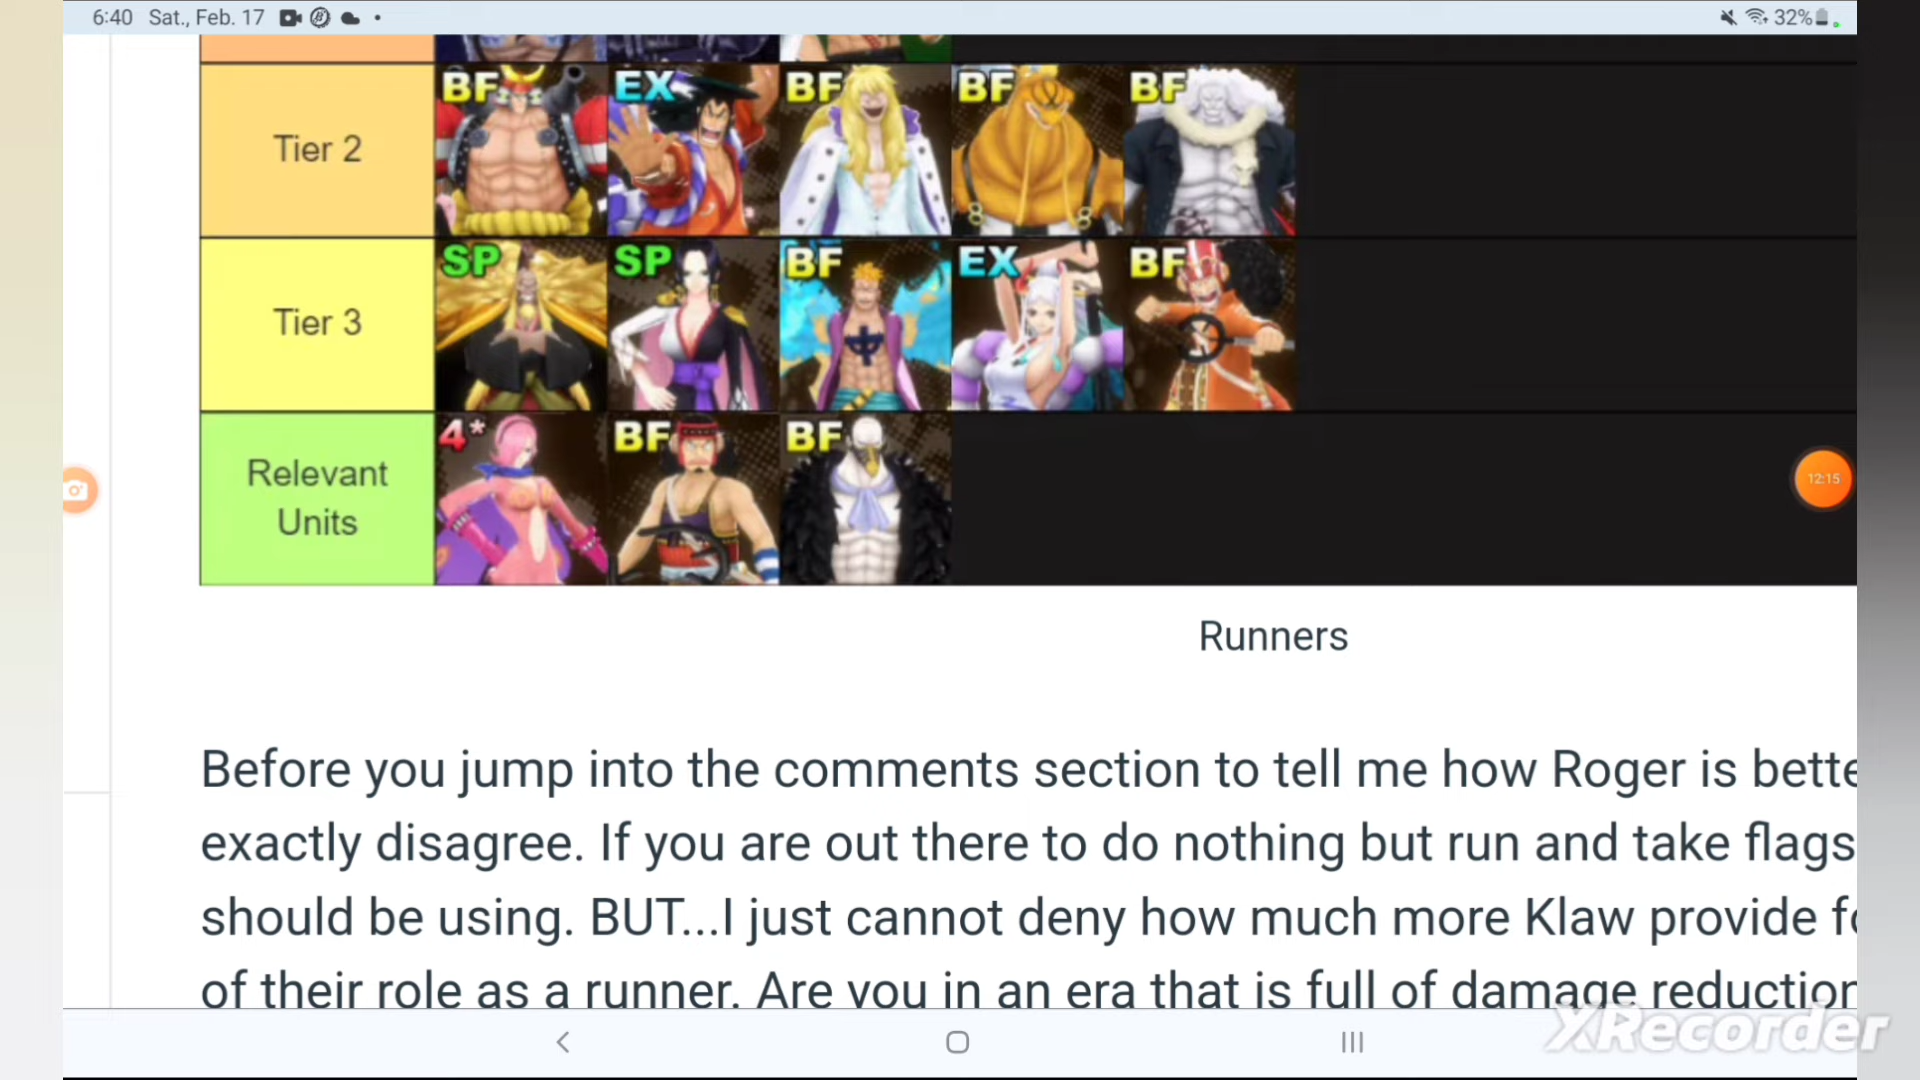 6:40 Sat., Feb. 17
32%
Tier 2
BF EX BF BF BF
Tier 3
SP SP BF EX BF
Relevant
Units
4* BF BF
12:15
Runners
Before you jump into the comments section to tell me how Roger is bette
exactly disagree. If you are out there to do nothing but run and take flags
should be using. BUT...I just cannot deny how much more Klaw provide fo
of their role as a runner. Are you in an era that is full of damage reduction
XRecorder